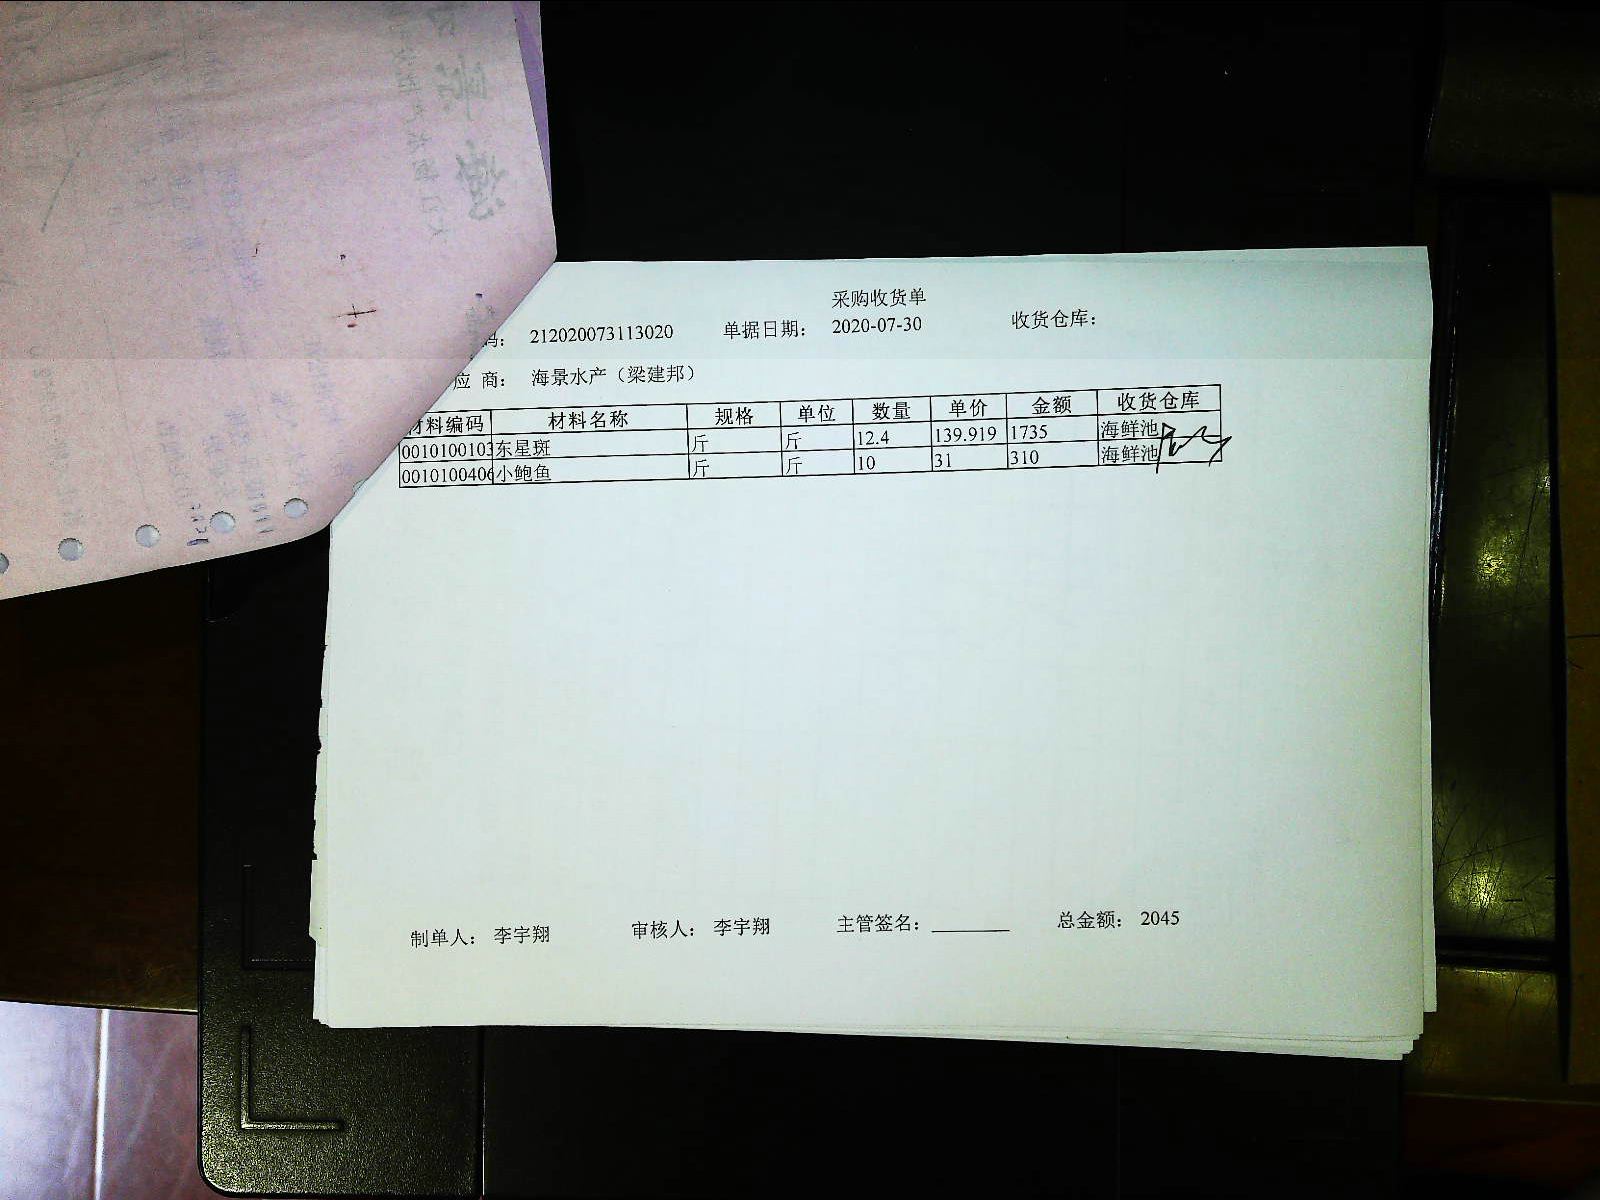 采购收货单
码： 212020073113020 单据日期： 2020-07-30 收货仓库：
应 商： 海景水产（梁建邦）
材料编码 材料名称 规格 单位 数量 单价 金额 收货仓库
0010100103 东星斑 斤 斤 12.4 139.919 1735 海鲜池
0010100406 小鲍鱼 斤 斤 10 31 310 海鲜池
制单人： 李宇翔 审核人： 李宇翔 主管签名： 总金额： 2045